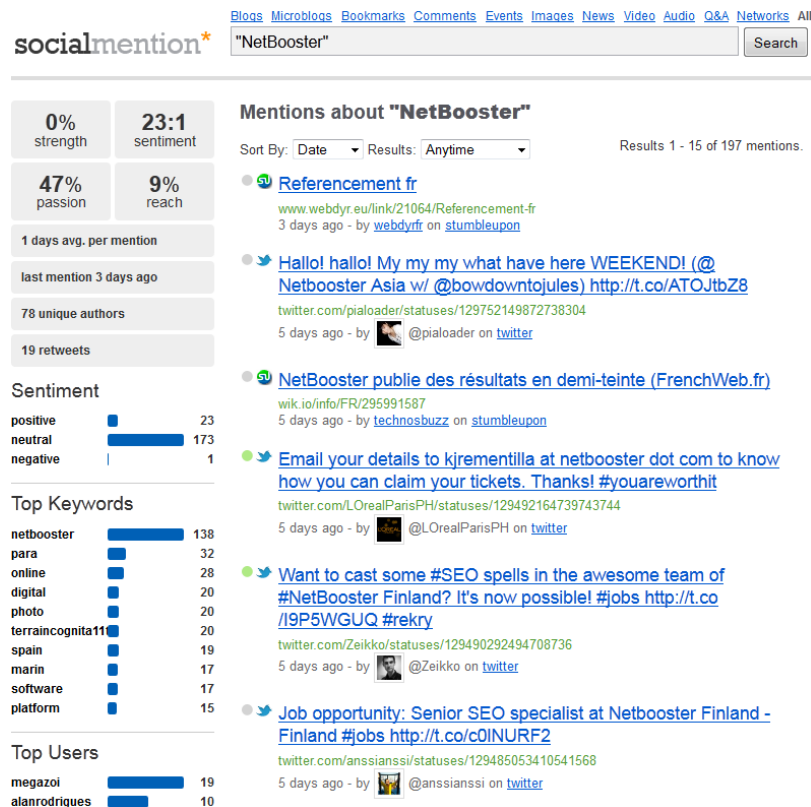 Blogs Microblogs Bookmarks Comments Events Images News Video Audio Q&A Networks All
socialmention*
"NetBooster"
Search
0%
strength
23:1
sentiment
47%
passion
9%
reach
1 days avg. per mention
last mention 3 days ago
78 unique authors
19 retweets
Sentiment
positive 23
neutral 173
negative 1
Top Keywords
netbooster 138
para 32
online 28
digital 20
photo 20
terraincognita111 20
spain 19
marin 17
software 17
platform 15
Top Users
megazoi 19
alanrodrigues 10
Mentions about "NetBooster"
Sort By: Date Results: Anytime
Results 1 - 15 of 197 mentions.
Referencement fr
www.webdyr.eu/link/21064/Referencement-fr
3 days ago - by webdyrfr on stumbleupon
Hallo! hallo! My my my what have here WEEKEND! (@
Netbooster Asia w/ @bowdowntojules) http://t.co/ATOJtbZ8
twitter.com/pialoader/statuses/129752149872738304
5 days ago - by @pialoader on twitter
NetBooster publie des résultats en demi-teinte (FrenchWeb.fr)
wik.io/info/FR/295991587
5 days ago - by technosbuzz on stumbleupon
Email your details to kjrementilla at netbooster dot com to know
how you can claim your tickets. Thanks! #youareworthit
twitter.com/LOrealParisPH/statuses/129492164739743744
5 days ago - by @LOrealParisPH on twitter
Want to cast some #SEO spells in the awesome team of
#NetBooster Finland? It's now possible! #jobs http://t.co
/I9P5WGUQ #rekry
twitter.com/Zeikko/statuses/129490292494708736
5 days ago - by @Zeikko on twitter
Job opportunity: Senior SEO specialist at Netbooster Finland -
Finland #jobs http://t.co/c0INURF2
twitter.com/anssianssi/statuses/129485053410541568
5 days ago - by @anssianssi on twitter